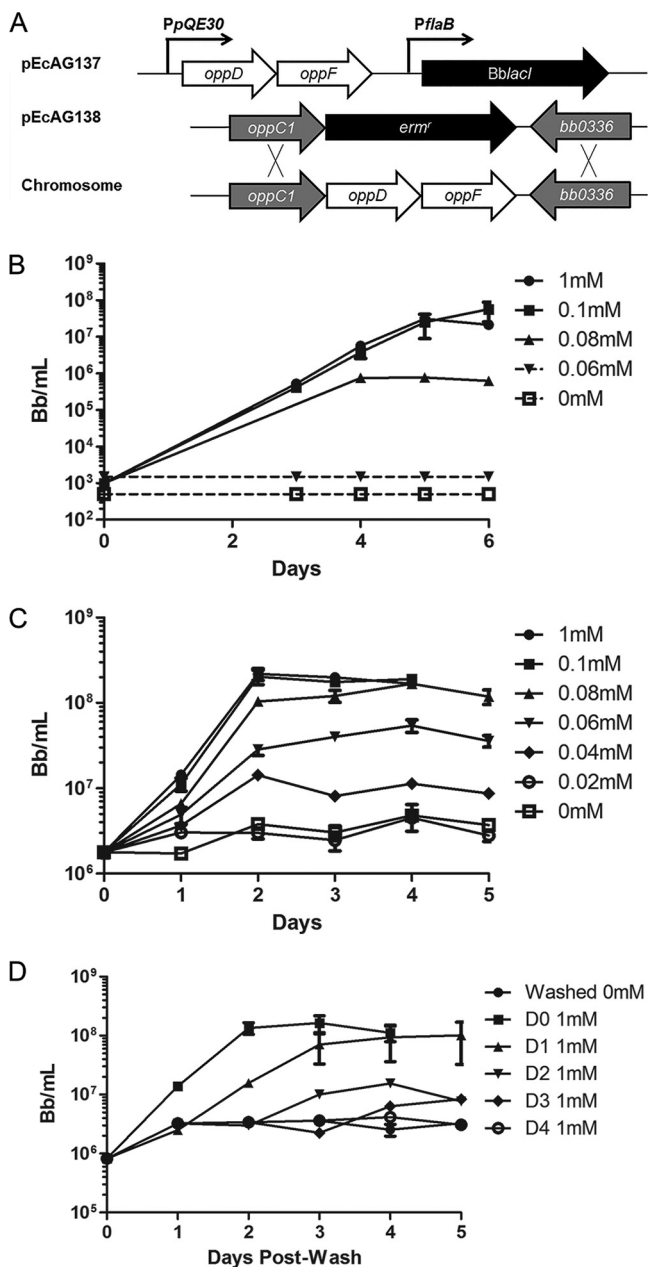 A
PpQE30
PflaB
pEcAG137
oppD
oppF
Bblacl
pEcAG138
oppC1
erm^r
bb0336
Chromosome
oppC1
oppD
oppF
bb0336
B
10^9
10^8
10^7
10^6
10^5
10^4
10^3
10^2
Bb/mL
0
2
4
6
Days
1mM
0.1mM
0.08mM
0.06mM
0mM
C
10^9
10^8
10^7
10^6
Bb/mL
0
1
2
3
4
5
Days
1mM
0.1mM
0.08mM
0.06mM
0.04mM
0.02mM
0mM
D
10^9
10^8
10^7
10^6
10^5
Bb/mL
0
1
2
3
4
5
Days Post-Wash
Washed 0mM
D0 1mM
D1 1mM
D2 1mM
D3 1mM
D4 1mM